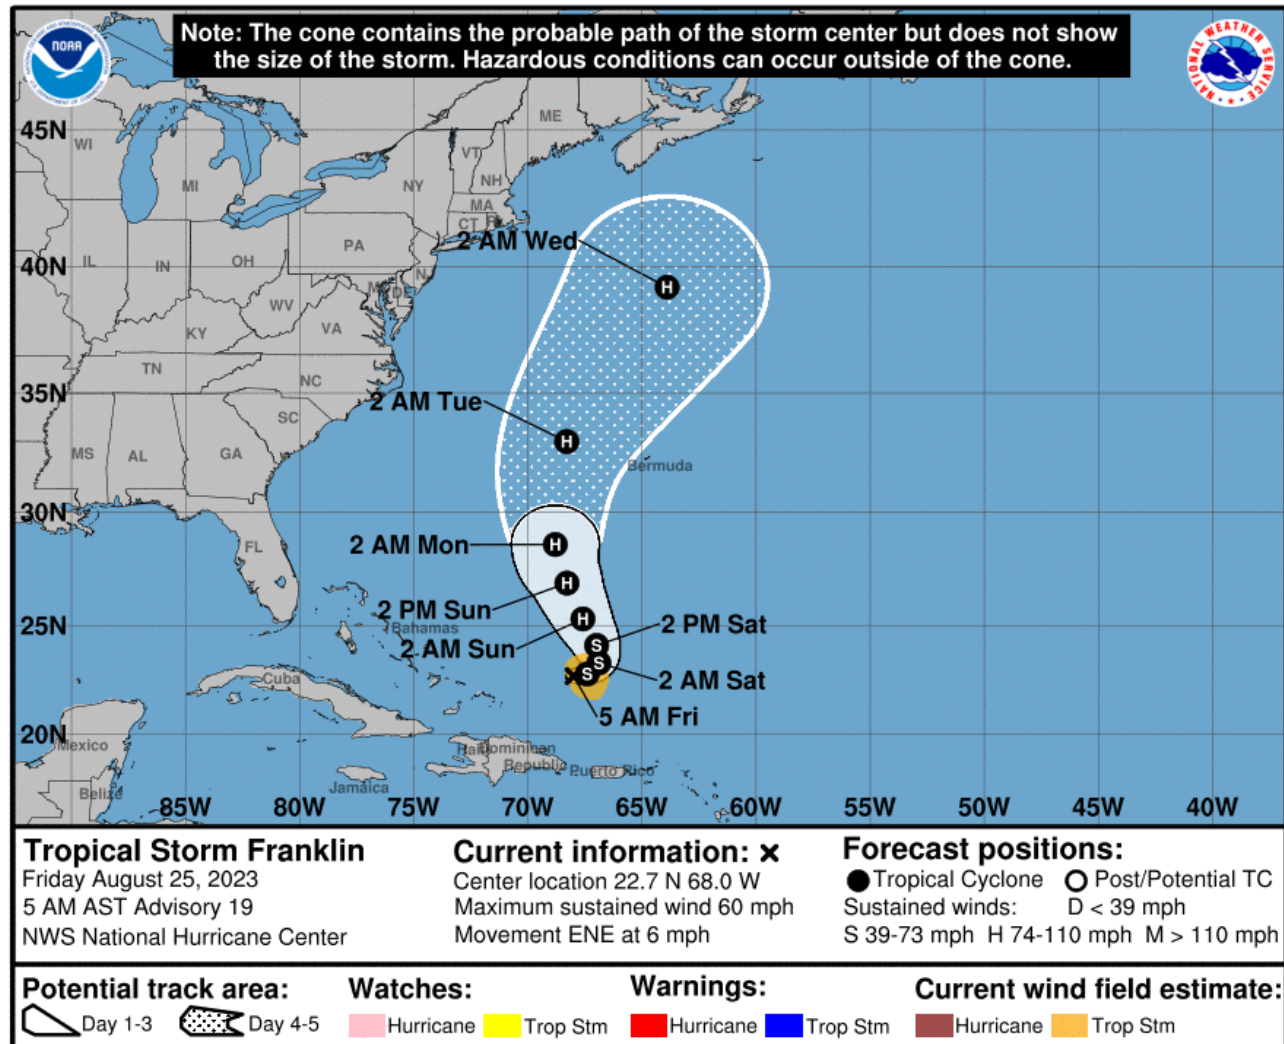 Note: The cone contains the probable path of the storm center but does not show
the size of the storm. Hazardous conditions can occur outside of the cone.
NOAA
NATIONAL WEATHER SERVICE
45N
WI
MI
NY
VT
NH
ME
MA
CT
2 AM Wed
40N
IL
IN
OH
PA
NJ
DE
WV
VA
KY
35N
TN
NC
2 AM Tue
SC
MS
AL
GA
Bermuda
30N
FL
2 AM Mon
2 PM Sun
25N
Bahamas
2 AM Sun
2 PM Sat
2 AM Sat
5 AM Fri
H
H
H
H
H
S
S
S
Cuba
20N
Mexico
Haiti
Dominican
Republic
Puerto Rico
Jamaica
Belize
85W 80W 75W 70W 65W 60W 55W 50W 45W 40W
Tropical Storm Franklin
Friday August 25, 2023
5 AM AST Advisory 19
NWS National Hurricane Center
Current information: ×
Center location 22.7 N 68.0 W
Maximum sustained wind 60 mph
Movement ENE at 6 mph
Forecast positions:
Tropical Cyclone Post/Potential TC
Sustained winds: D < 39 mph
S 39-73 mph H 74-110 mph M > 110 mph
Potential track area:
Day 1-3 Day 4-5
Watches:
Hurricane Trop Stm
Warnings:
Hurricane Trop Stm
Current wind field estimate:
Hurricane Trop Stm